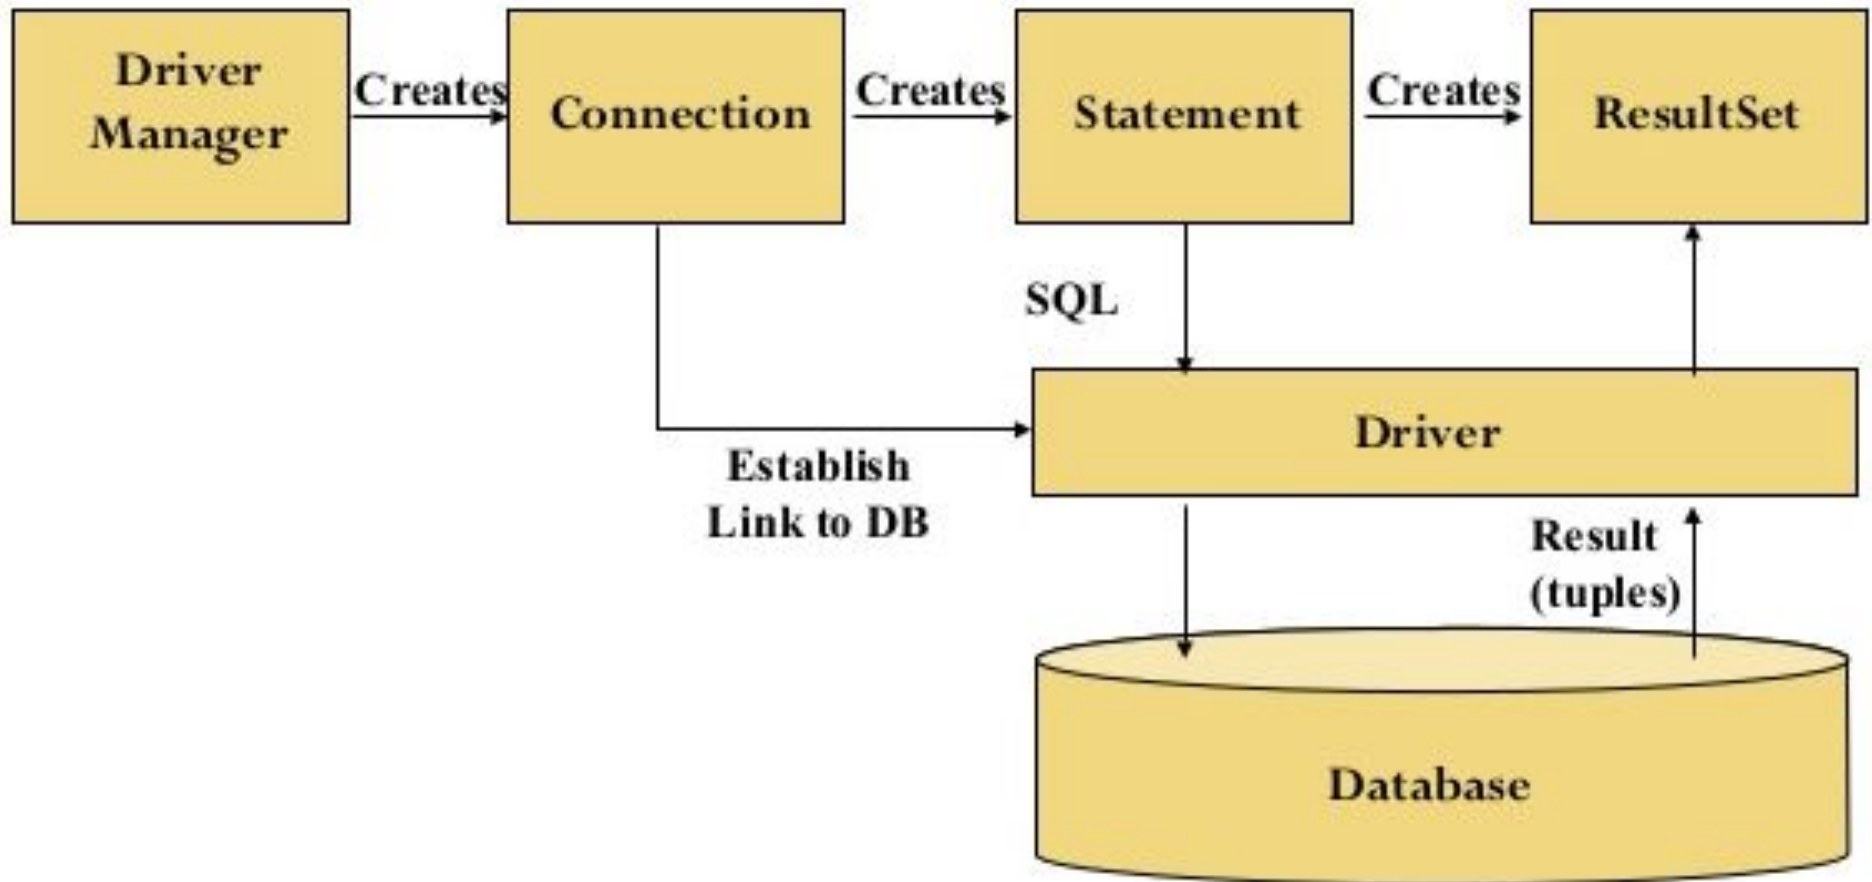 Driver
Manager
Creates
Connection
Creates
Statement
Creates
ResultSet
SQL
Driver
Establish
Link to DB
Result
(tuples)
Database